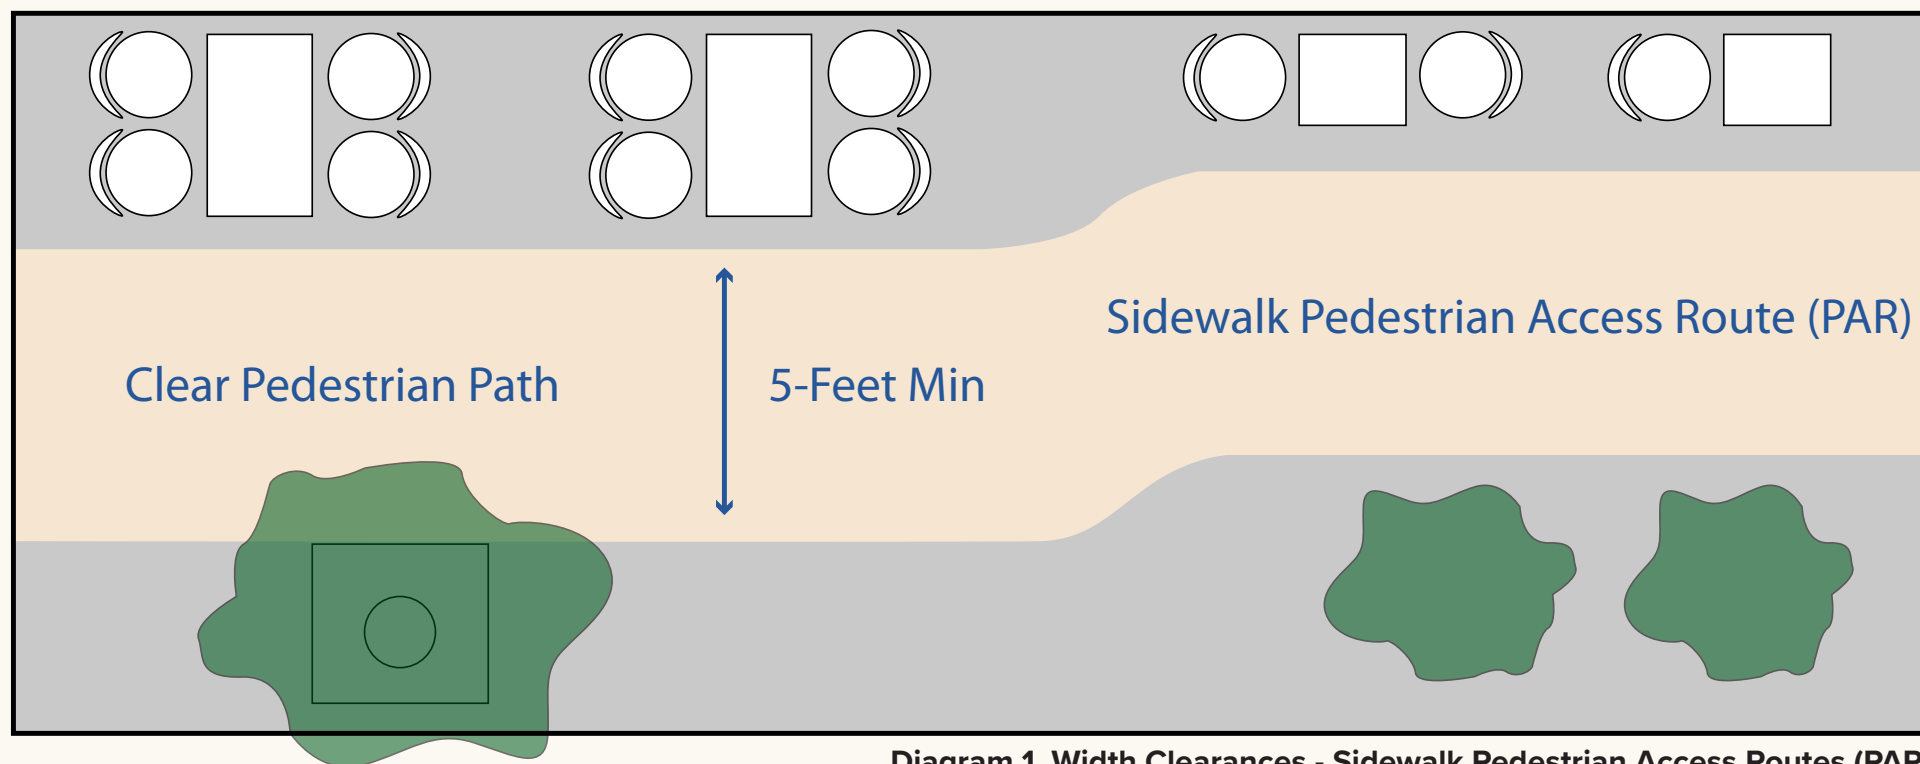 Sidewalk Pedestrian Access Route (PAR)
Clear Pedestrian Path
5-Feet Min
Diagram 1. Width Clearances - Sidewalk Pedestrian Access Routes (PAR